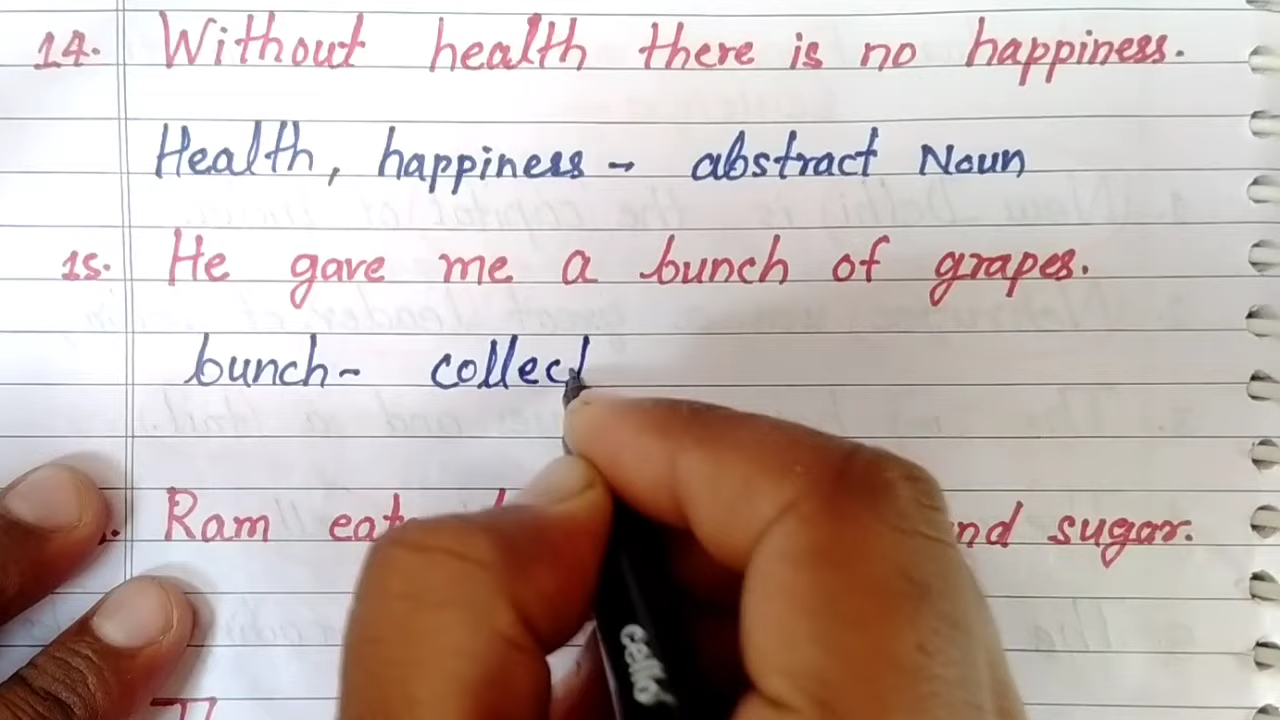 14. Without health there is no happiness.
Health, happiness - abstract Noun
15. He gave me a bunch of grapes.
bunch - collect
Ram nd sugar.
cello